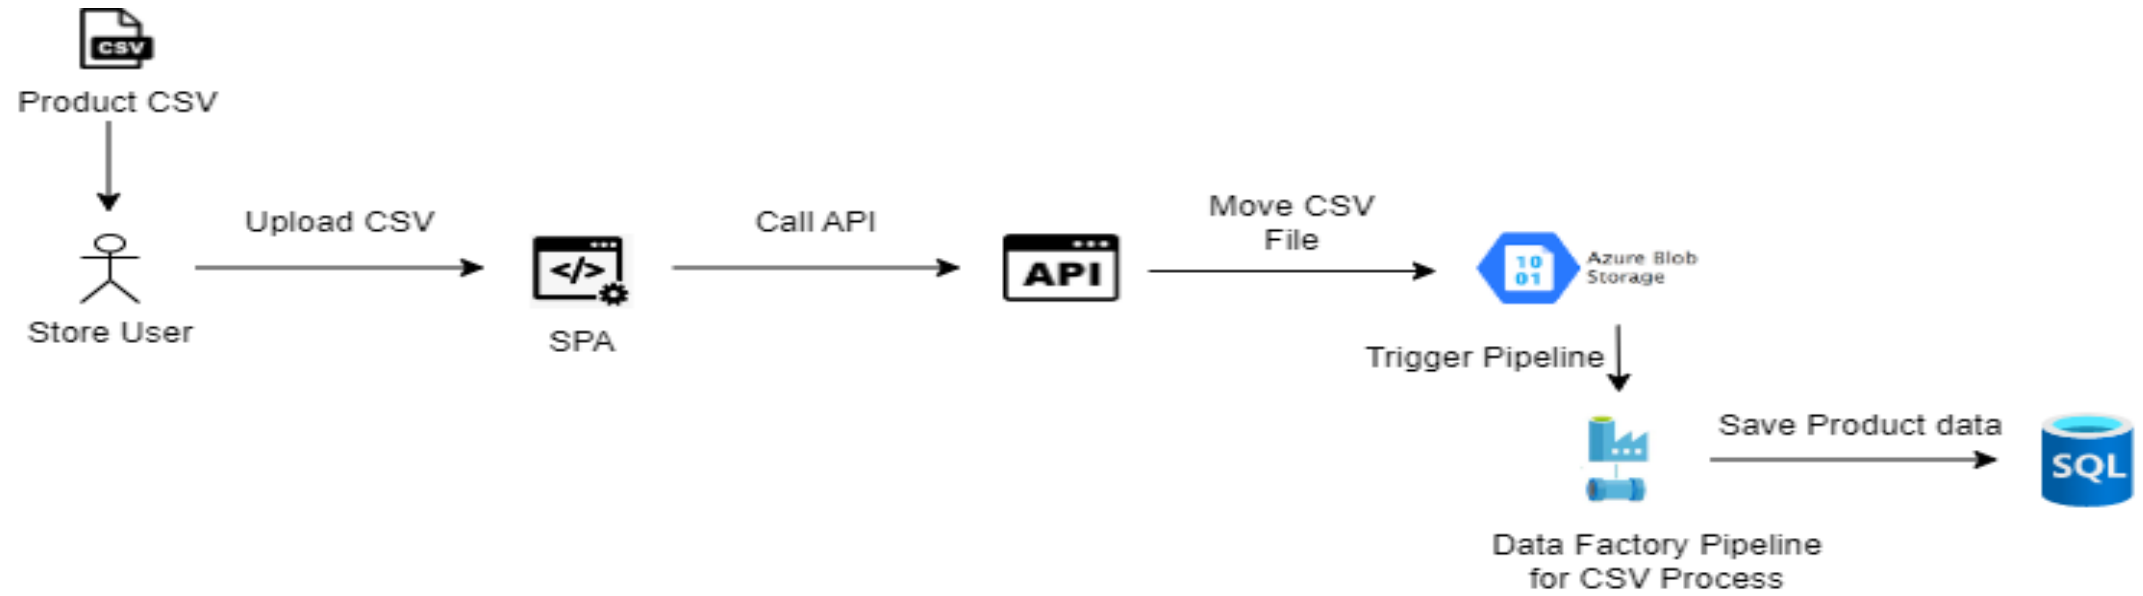 CSV
Product CSV
Upload CSV
Call API
Move CSV
File
</>
API
10
01
Azure Blob
Storage
Store User
SPA
Trigger Pipeline
Save Product data
SQL
Data Factory Pipeline
for CSV Process